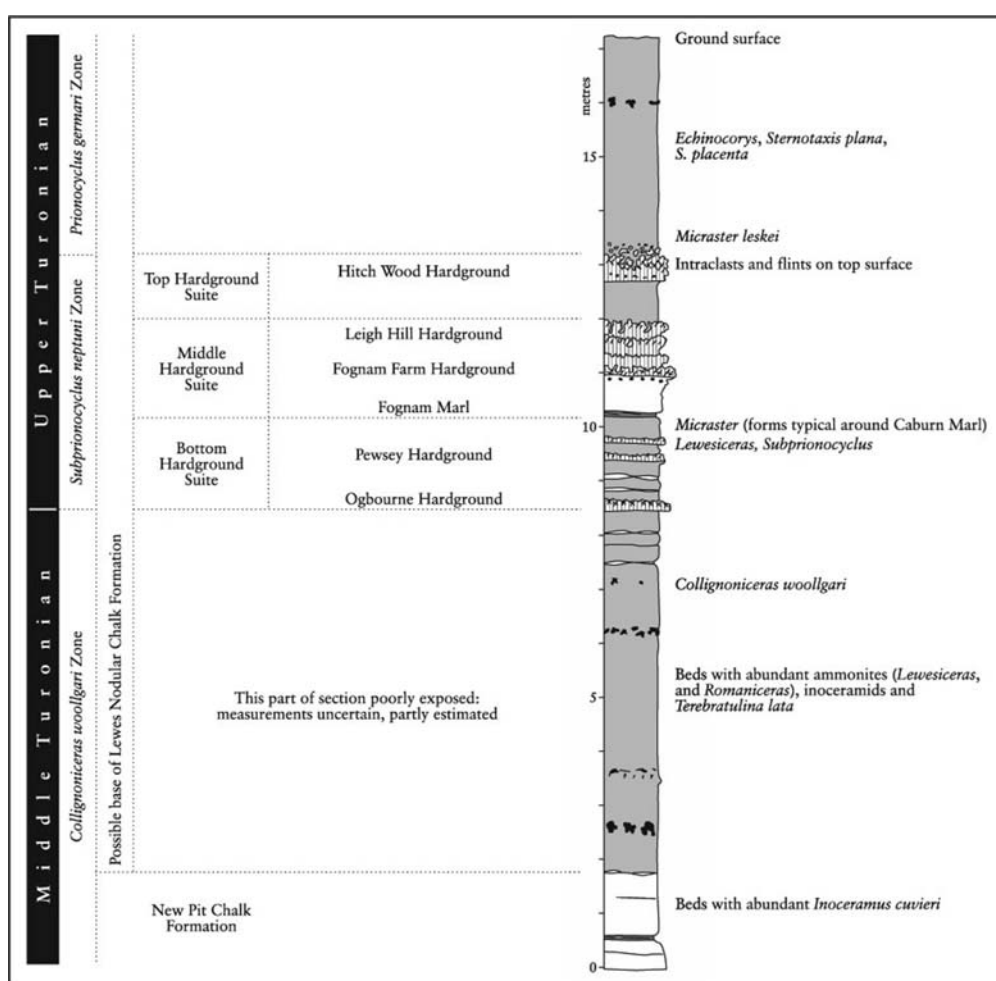 Upper Turonian
Middle Turonian
Prionocyclus germari Zone
Subprionocyclus neptuni Zone
Collignoniceras woollgari Zone
Possible base of Lewes Nodular Chalk Formation
Top Hardground
Suite
Middle
Hardground
Suite
Bottom
Hardground
Suite
New Pit Chalk
Formation
Hitch Wood Hardground
Leigh Hill Hardground
Fognam Farm Hardground
Fognam Marl
Pewsey Hardground
Ogbourne Hardground
This part of section poorly exposed:
measurements uncertain, partly estimated
metres
15
10
5
0
Ground surface
Echinocorys, Sternotaxis plana,
S. placenta
Micraster leskei
Intraclasts and flints on top surface
Micraster (forms typical around Caburn Marl)
Lewesiceras, Subprionocyclus
Collignoniceras woollgari
Beds with abundant ammonites (Lewesiceras,
and Romaniceras), inoceramids and
Terebratulina lata
Beds with abundant Inoceramus cuvieri